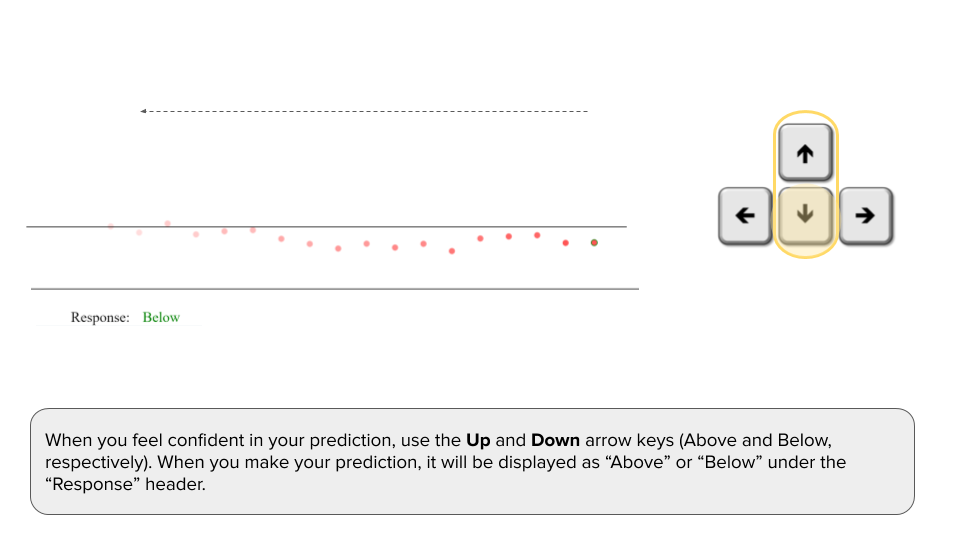 Response: Below
When you feel confident in your prediction, use the Up and Down arrow keys (Above and Below,
respectively). When you make your prediction, it will be displayed as “Above” or “Below” under the
“Response” header.